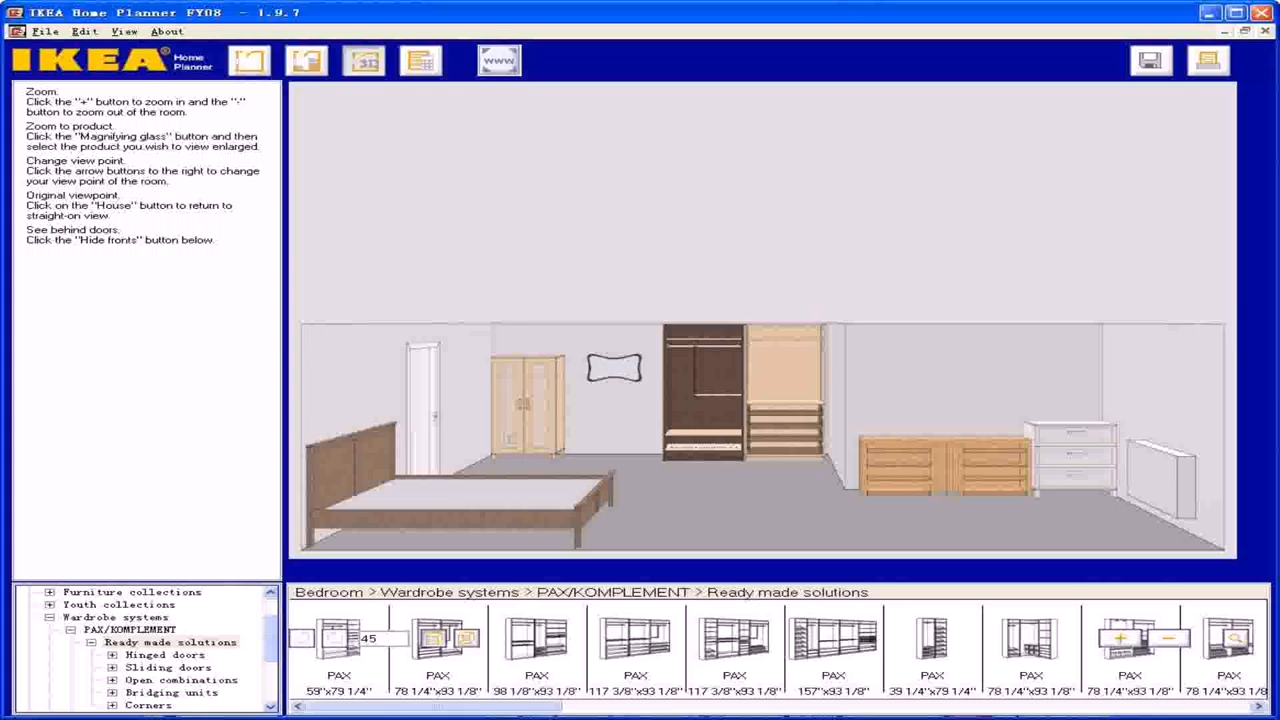 IKEA Home Planner FY08 - 1.9.7
File Edit View About
IKEA® Home Planner
3D
www
Zoom.
Click the "+" button to zoom in and the "-"
button to zoom out of the room.
Zoom to product.
Click the "Magnifying glass" button and then
select the product you wish to view enlarged.
Change view point.
Click the arrow buttons to the right to change
your view point of the room.
Original viewpoint.
Click on the "House" button to return to
straight-on view.
See behind doors.
Click the "Hide fronts" button below.
Furniture collections
Youth collections
Wardrobe systems
PAX/KOMPLEMENT
Ready made solutions
Hinged doors
Sliding doors
Open combinations
Bridging units
Corners
Bedroom > Wardrobe systems > PAX/KOMPLEMENT > Ready made solutions
45
PAX PAX PAX PAX PAX PAX PAX PAX PAX PAX
59"x79 1/4" 78 1/4"x93 1/8" 98 1/8"x93 1/8" 117 3/8"x93 1/8" 117 3/8"x93 1/8" 157"x93 1/8" 39 1/4"x79 1/4" 78 1/4"x93 1/8" 78 1/4"x93 1/8" 78 1/4"x93 1/8